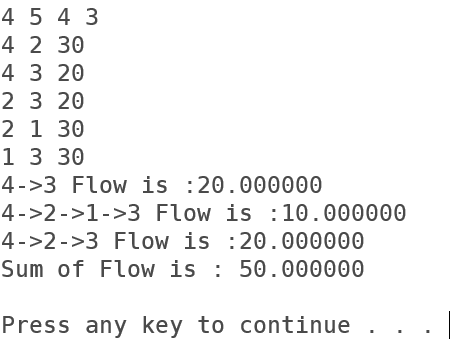 4 5 4 3
4 2 30
4 3 20
2 3 20
2 1 30
1 3 30
4->3 Flow is :20.000000
4->2->1->3 Flow is :10.000000
4->2->3 Flow is :20.000000
Sum of Flow is : 50.000000
Press any key to continue . . .